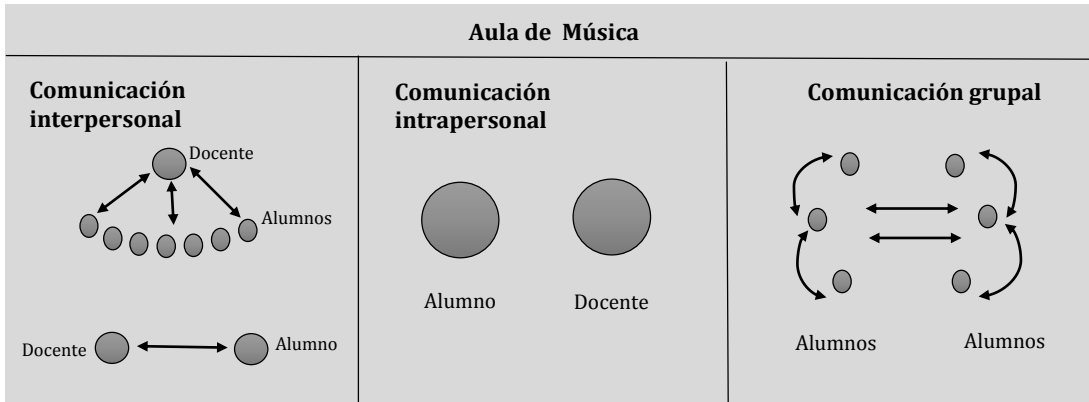 Aula de Música
Comunicación
interpersonal
Docente
Alumnos
Docente
Alumno
Comunicación
intrapersonal
Alumno
Docente
Comunicación grupal
Alumnos
Alumnos